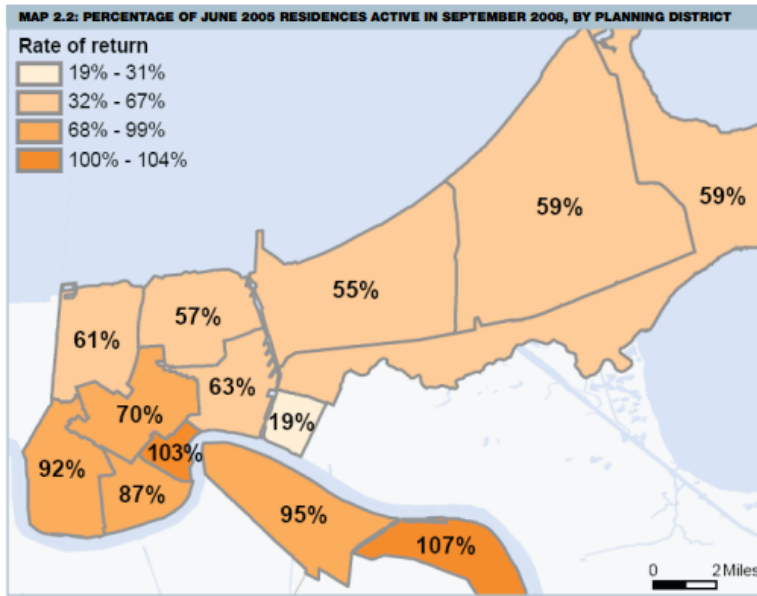 MAP 2.2: PERCENTAGE OF JUNE 2005 RESIDENCES ACTIVE IN SEPTEMBER 2008, BY PLANNING DISTRICT
Rate of return
19% - 31%
32% - 67%
68% - 99%
100% - 104%
59%
59%
55%
57%
61%
63%
70%
19%
103%
92%
87%
95%
107%
0 2 Miles